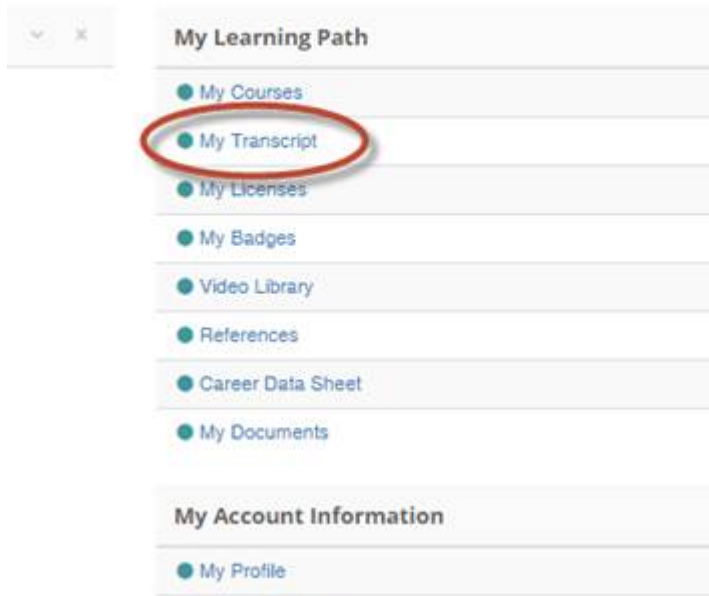 My Learning Path
My Courses
My Transcript
My Licenses
My Badges
Video Library
References
Career Data Sheet
My Documents
My Account Information
My Profile